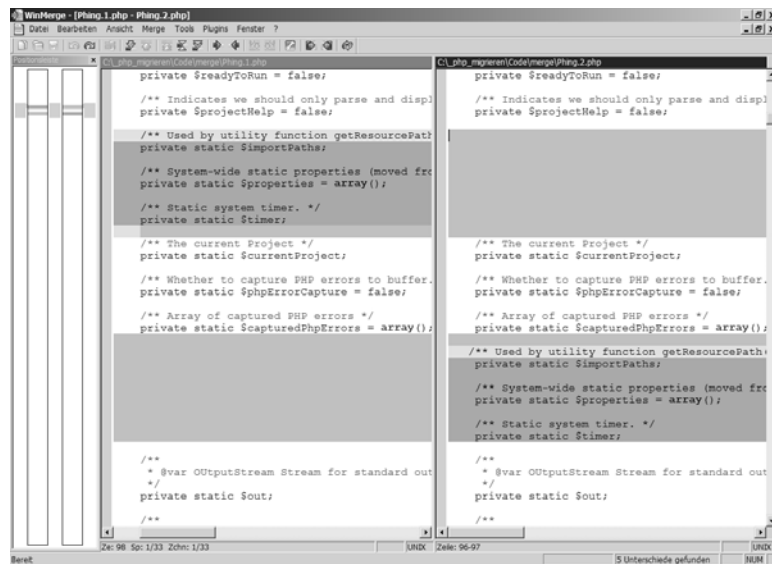 WinMerge - [Phing.1.php - Phing.2.php]
Datei Bearbeiten Ansicht Merge Tools Plugins Fenster ?
C:\_php_migrieren\Code\merge\Phing.1.php
C:\_php_migrieren\Code\merge\Phing.2.php
private $readyToRun = false;
/** Indicates we should only parse and displ
private $projectHelp = false;
/** Used by utility function getResourcePath
private static $importPaths;
/** System-wide static properties (moved fro
private static $properties = array();
/** Static system timer. */
private static $timer;
/** The current Project */
private static $currentProject;
/** Whether to capture PHP errors to buffer.
private static $phpErrorCapture = false;
/** Array of captured PHP errors */
private static $capturedPhpErrors = array();
/**
* @var OUtputStream Stream for standard out
*/
private static $out;
/**
Ze: 98 Sp: 1/33 Zchn: 1/33
UNIX
private $readyToRun = false;
/** Indicates we should only parse and displ
private $projectHelp = false;
/** The current Project */
private static $currentProject;
/** Whether to capture PHP errors to buffer.
private static $phpErrorCapture = false;
/** Array of captured PHP errors */
private static $capturedPhpErrors = array();
/** Used by utility function getResourcePath
private static $importPaths;
/** System-wide static properties (moved fro
private static $properties = array();
/** Static system timer. */
private static $timer;
/**
* @var OUtputStream Stream for standard out
*/
private static $out;
/**
Zeile: 96-97
UNIX
Bereit
5 Unterschiede gefunden
NUM